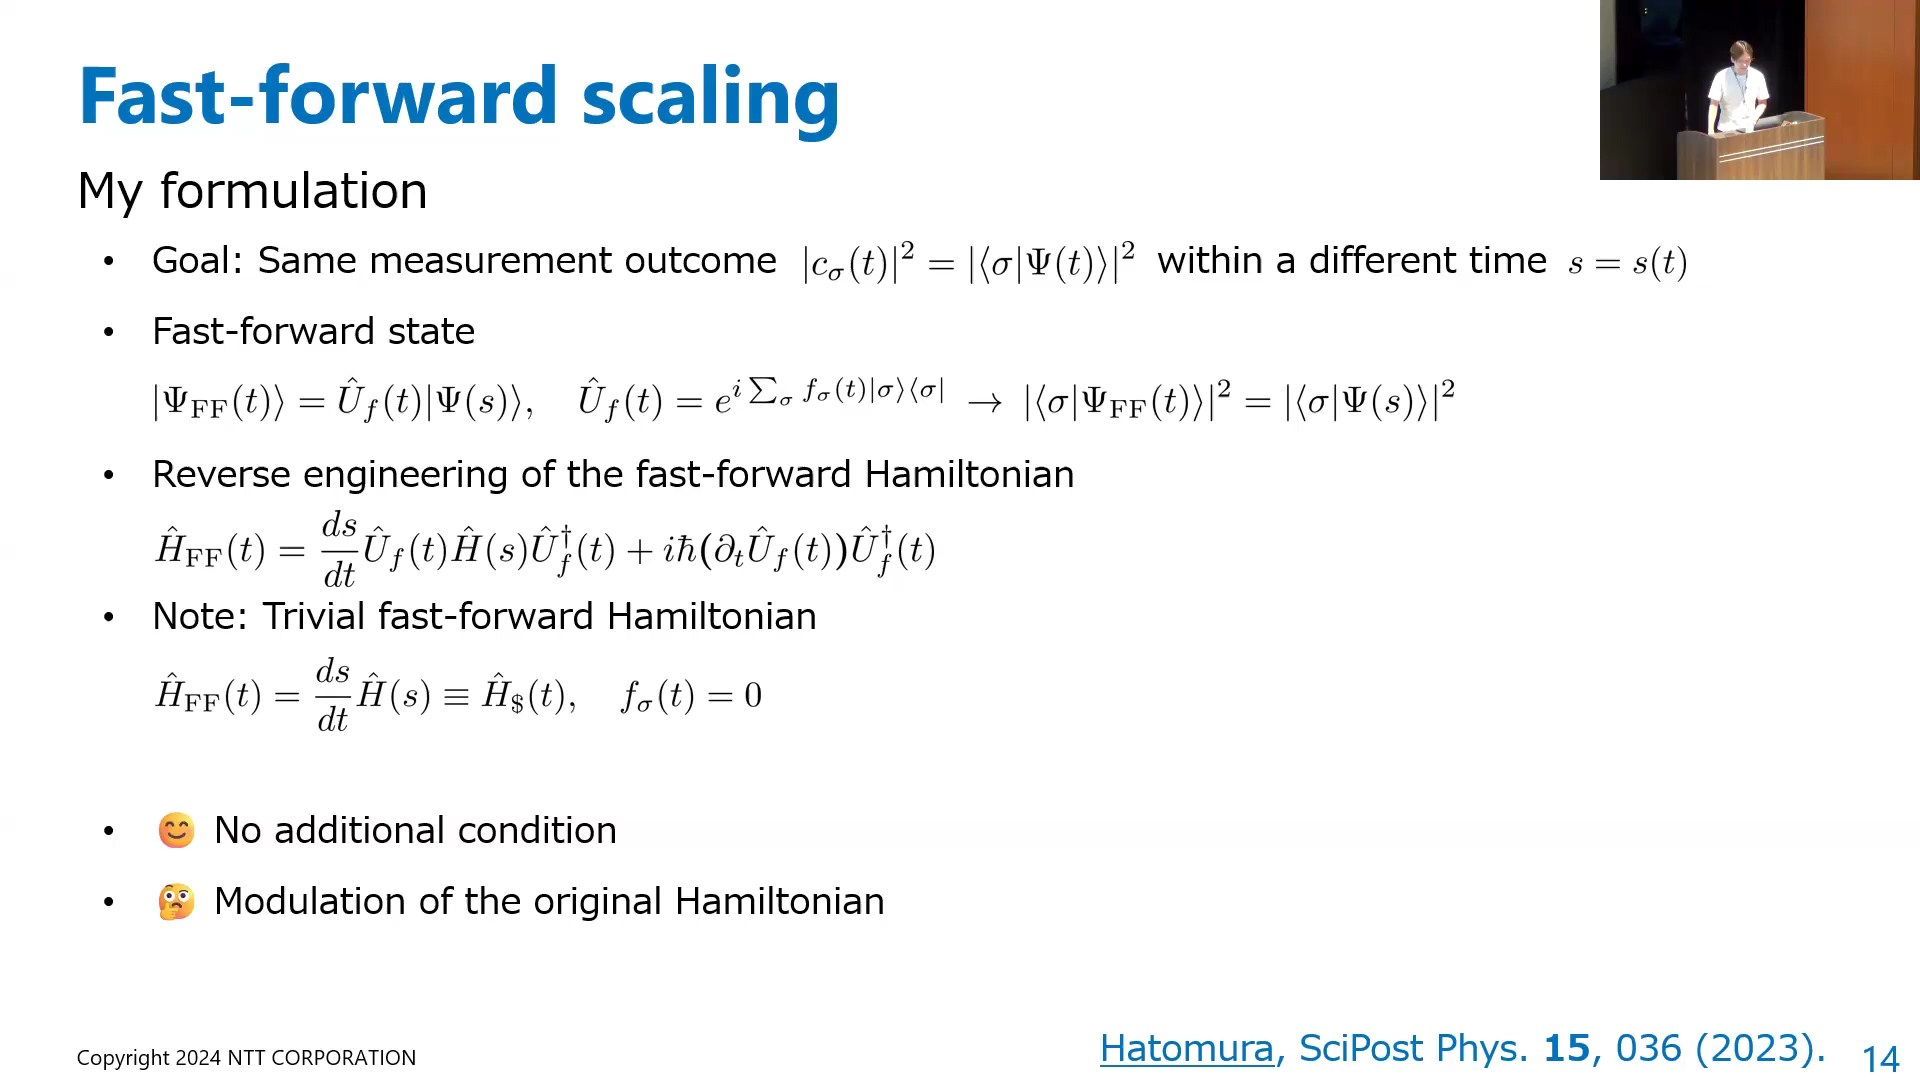 Fast-forward scaling
My formulation
• Goal: Same measurement outcome |c_σ(t)|² = |⟨σ|Ψ(t)⟩|² within a different time s = s(t)
• Fast-forward state
|Ψ_FF(t)⟩ = Û_f(t)|Ψ(s)⟩, Û_f(t) = e^{i ∑_σ f_σ(t)|σ⟩⟨σ|} → |⟨σ|Ψ_FF(t)⟩|² = |⟨σ|Ψ(s)⟩|²
• Reverse engineering of the fast-forward Hamiltonian
Ĥ_FF(t) = ds/dt Û_f(t)Ĥ(s)Û_f^†(t) + iħ(∂_tÛ_f(t))Û_f^†(t)
• Note: Trivial fast-forward Hamiltonian
Ĥ_FF(t) = ds/dt Ĥ(s) ≡ Ĥ_$(t), f_σ(t) = 0
• 😊 No additional condition
• 🤔 Modulation of the original Hamiltonian
Hatomura, SciPost Phys. 15, 036 (2023).
Copyright 2024 NTT CORPORATION
14